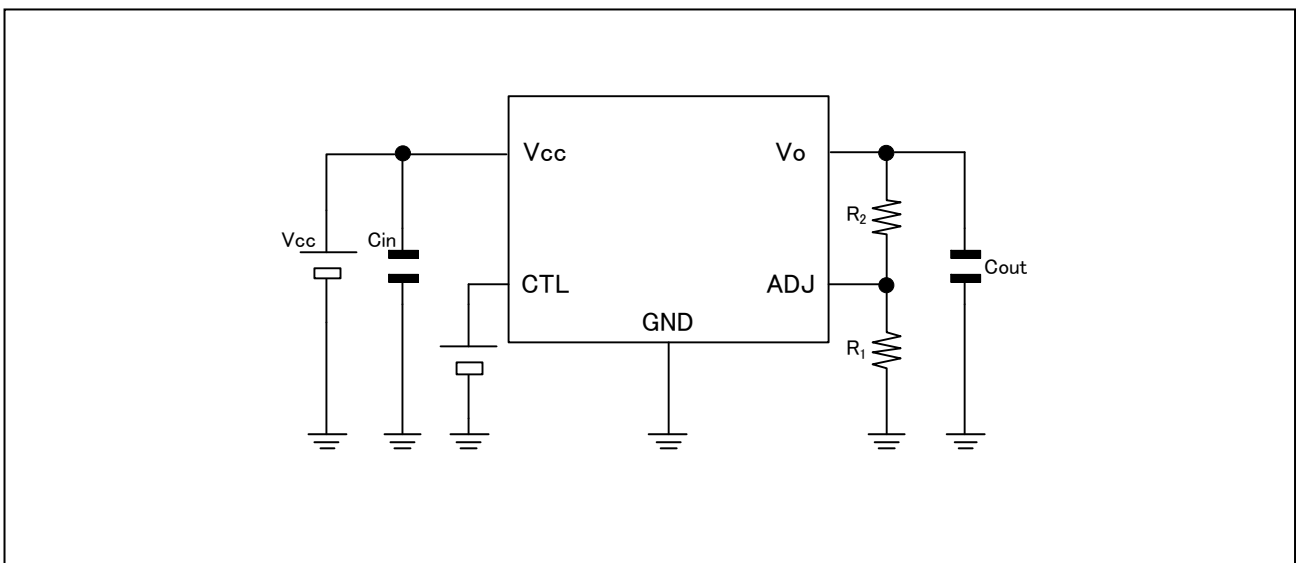 Vcc Vo
R₂
Vcc Cin
Cout
CTL ADJ
GND
R₁